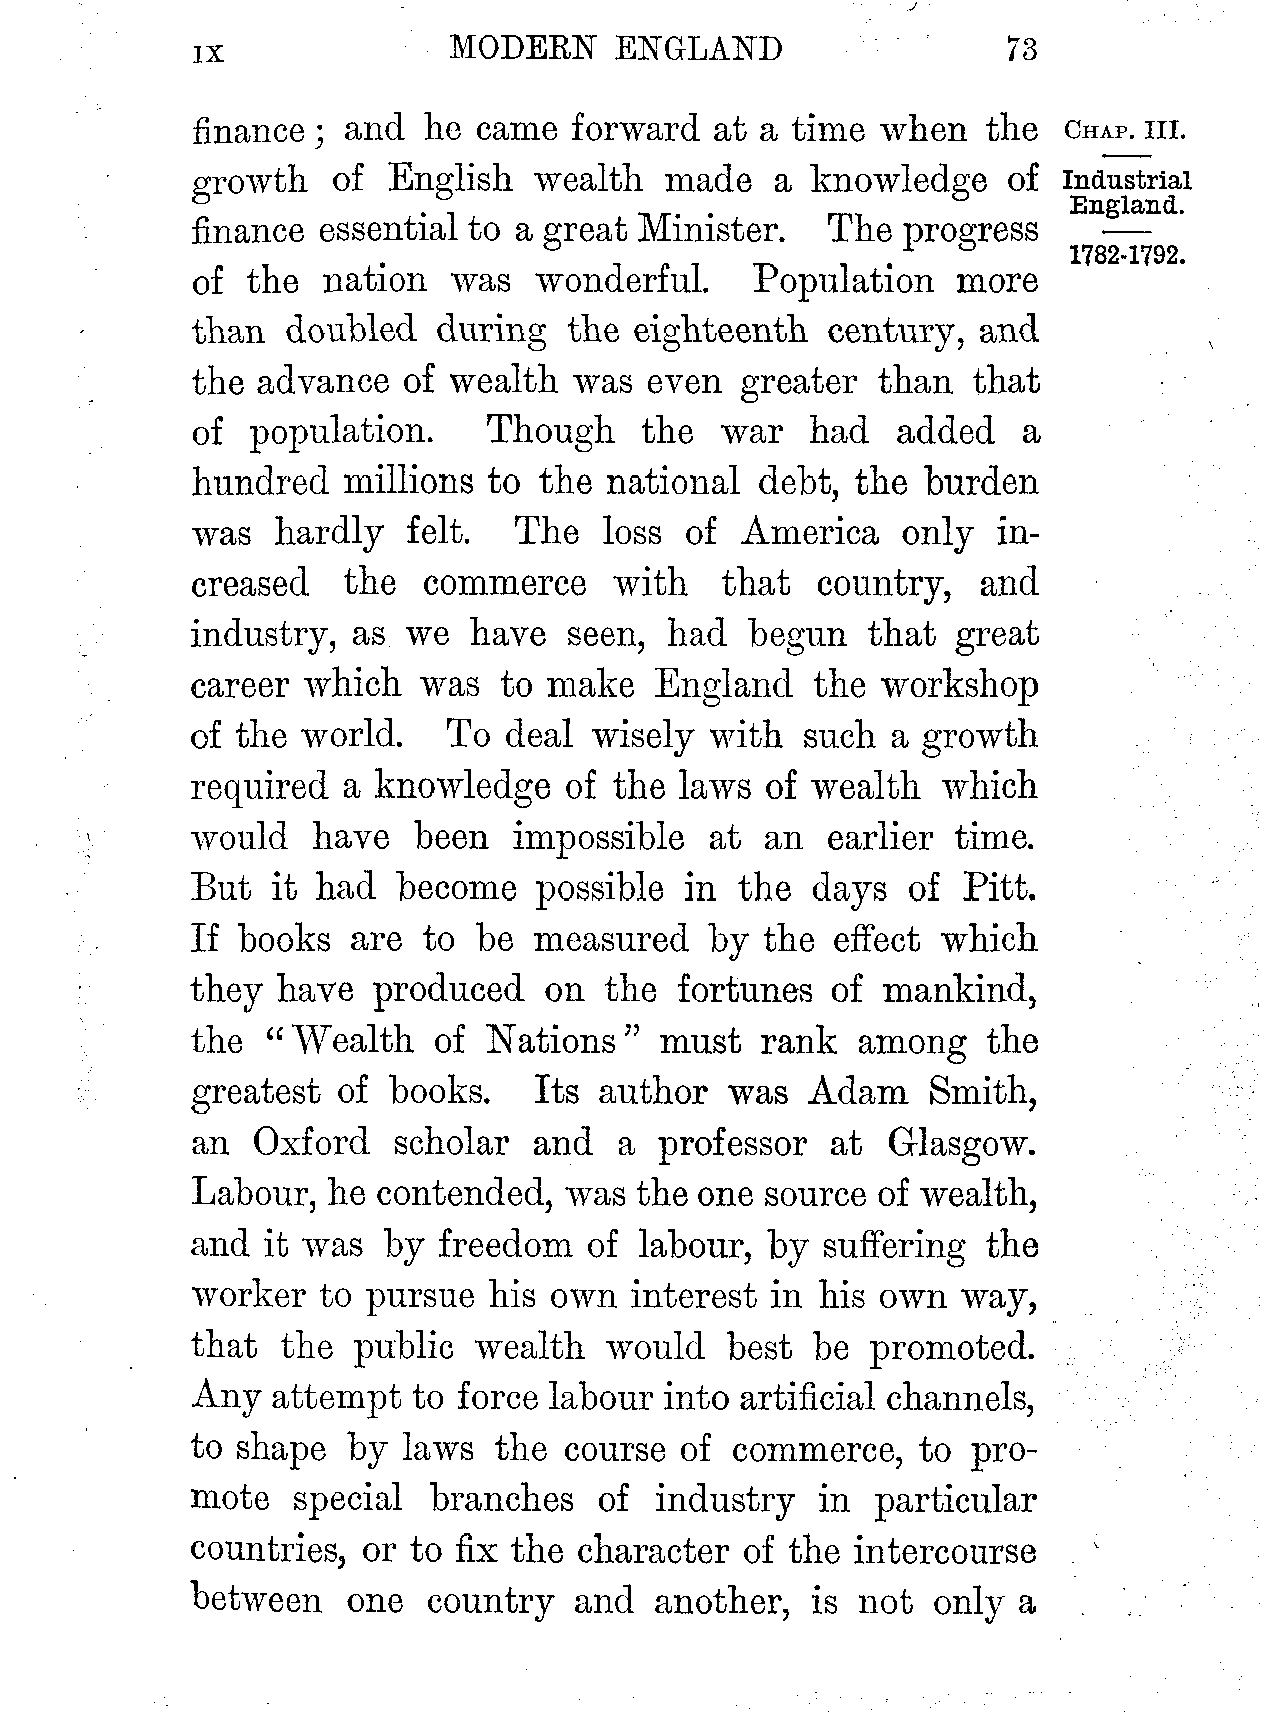 IX MODERN ENGLAND 73
finance; and he came forward at a time when the
growth of English wealth made a knowledge of
finance essential to a great Minister. The progress
of the nation was wonderful. Population more
than doubled during the eighteenth century, and
the advance of wealth was even greater than that
of population. Though the war had added a
hundred millions to the national debt, the burden
was hardly felt. The loss of America only in-
creased the commerce with that country, and
industry, as we have seen, had begun that great
career which was to make England the workshop
of the world. To deal wisely with such a growth
required a knowledge of the laws of wealth which
would have been impossible at an earlier time.
But it had become possible in the days of Pitt.
If books are to be measured by the effect which
they have produced on the fortunes of mankind,
the "Wealth of Nations" must rank among the
greatest of books. Its author was Adam Smith,
an Oxford scholar and a professor at Glasgow.
Labour, he contended, was the one source of wealth,
and it was by freedom of labour, by suffering the
worker to pursue his own interest in his own way,
that the public wealth would best be promoted.
Any attempt to force labour into artificial channels,
to shape by laws the course of commerce, to pro-
mote special branches of industry in particular
countries, or to fix the character of the intercourse
between one country and another, is not only a
CHAP. III.
Industrial
England.
1782-1792.